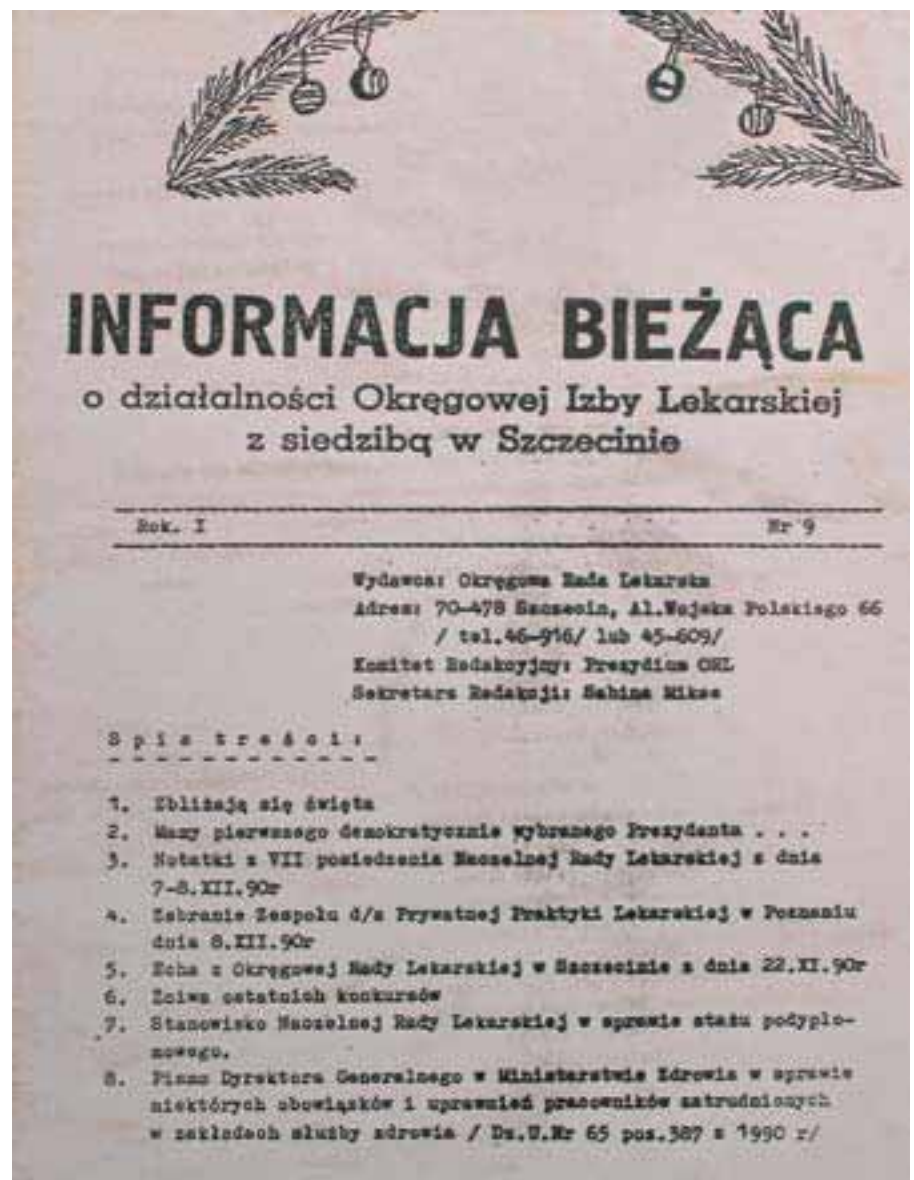 INFORMACJA BIEŻĄCA
o działalności Okręgowej Izby Lekarskiej
z siedzibą w Szczecinie
Rok. I Nr 9
Wydawca: Okręgowa Rada Lekarska
Adres: 70-478 Szczecin, Al.Wojska Polskiego 66
/ tel.46-916/ lub 45-609/
Komitet Redakcyjny: Prezydium ORL
Sekretarz Redakcji: Sabina Mikse
Spis treści:
1. Zbliżają się święta
2. Mamy pierwszego demokratycznie wybranego Prezydenta . . .
3. Notatki z VII posiedzenia Naczelnej Rady Lekarskiej z dnia
7-8.XII.90r
4. Zebranie Zespołu d/s Prywatnej Praktyki Lekarskiej w Poznaniu
dnia 8.XII.90r
5. Echa z Okręgowej Rady Lekarskiej w Szczecinie z dnia 22.XI.90r
6. Żniwa ostatnich konkursów
7. Stanowisko Naczelnej Rady Lekarskiej w sprawie stażu podyplo-
mowego.
8. Pismo Dyrektora Generalnego w Ministerstwie Zdrowia w sprawie
niektórych obowiązków i uprawnień pracowników zatrudnionych
w zakładach służby zdrowia / Dz.U.Nr 65 poz.387 z 1990 r/